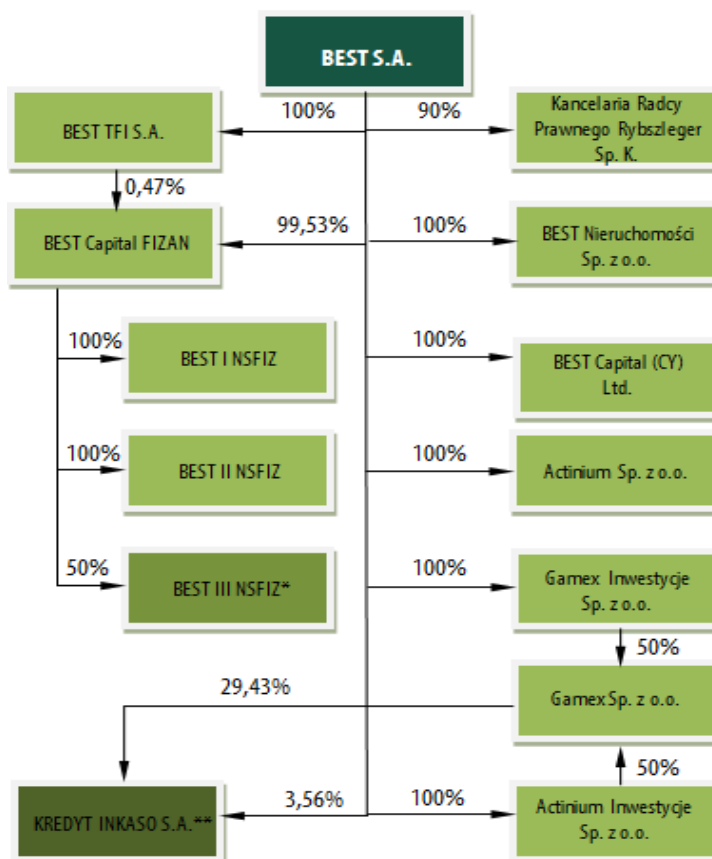 BEST S.A.
BEST TFI S.A.
100%
90%
Kancelaria Radcy
Prawnego Rybszleger
Sp. K.
0,47%
BEST Capital FIZAN
99,53%
100%
BEST Nieruchomości
Sp. z o.o.
100%
BEST I NSFIZ
100%
BEST Capital (CY)
Ltd.
100%
BEST II NSFIZ
100%
Actinium Sp. z o.o.
50%
BEST III NSFIZ*
100%
Gamex Inwestycje
Sp. z o.o.
50%
29,43%
Gamex Sp. z o.o.
50%
KREDYT INKASO S.A.**
3,56%
100%
Actinium Inwestycje
Sp. z o.o.